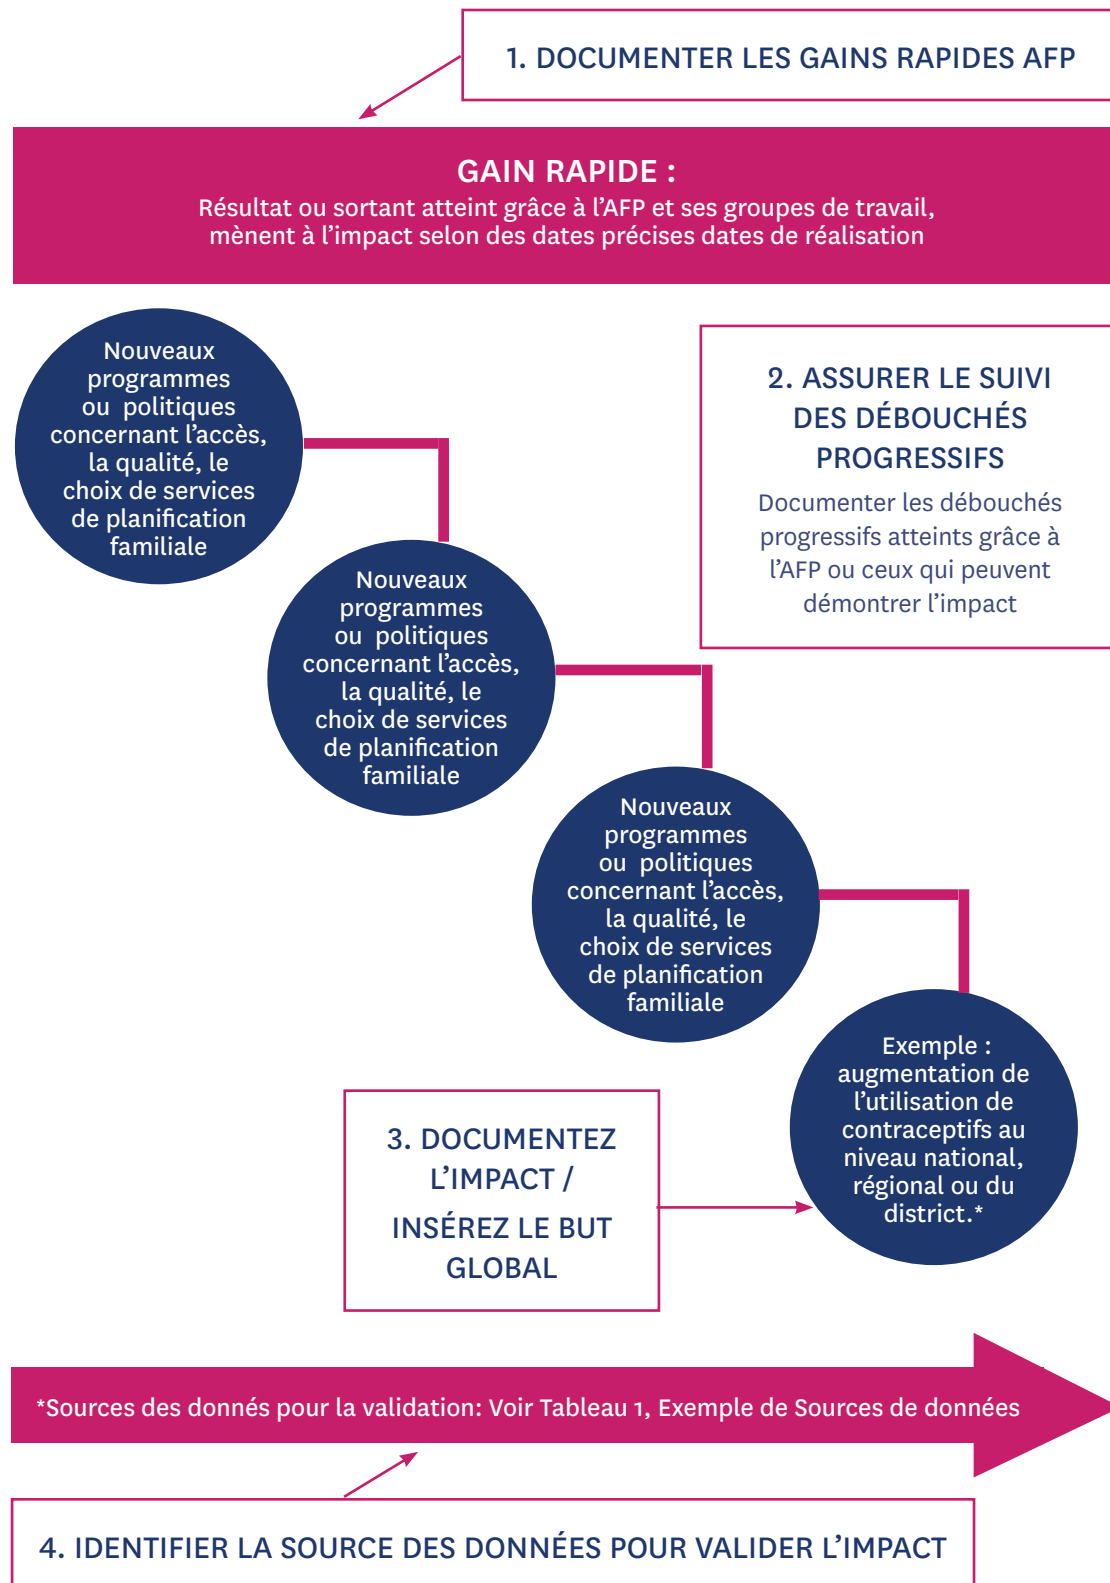 1. DOCUMENTER LES GAINS RAPIDES AFP
GAIN RAPIDE :
Résultat ou sortant atteint grâce à l’AFP et ses groupes de travail,
mènent à l’impact selon des dates précises dates de réalisation
Nouveaux
programmes
ou politiques
concernant l’accès,
la qualité, le
choix de services
de planification
familiale
2. ASSURER LE SUIVI
DES DÉBOUCHÉS
PROGRESSIFS
Documenter les débouchés
progressifs atteints grâce à
l’AFP ou ceux qui peuvent
démontrer l’impact
Nouveaux
programmes
ou politiques
concernant l’accès,
la qualité, le
choix de services
de planification
familiale
Nouveaux
programmes
ou politiques
concernant l’accès,
la qualité, le
choix de services
de planification
familiale
Exemple :
augmentation de
l’utilisation de
contraceptifs au
niveau national,
régional ou du
district.*
3. DOCUMENTEZ
L’IMPACT /
INSÉREZ LE BUT
GLOBAL
*Sources des donnés pour la validation: Voir Tableau 1, Exemple de Sources de données
4. IDENTIFIER LA SOURCE DES DONNÉES POUR VALIDER L’IMPACT